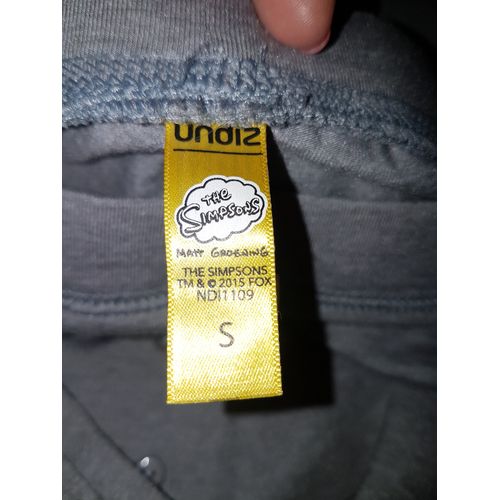 undiz
THE
SIMPSONS
MATT GROENING
THE SIMPSONS
TM & © 2015 FOX
NDI1109
S